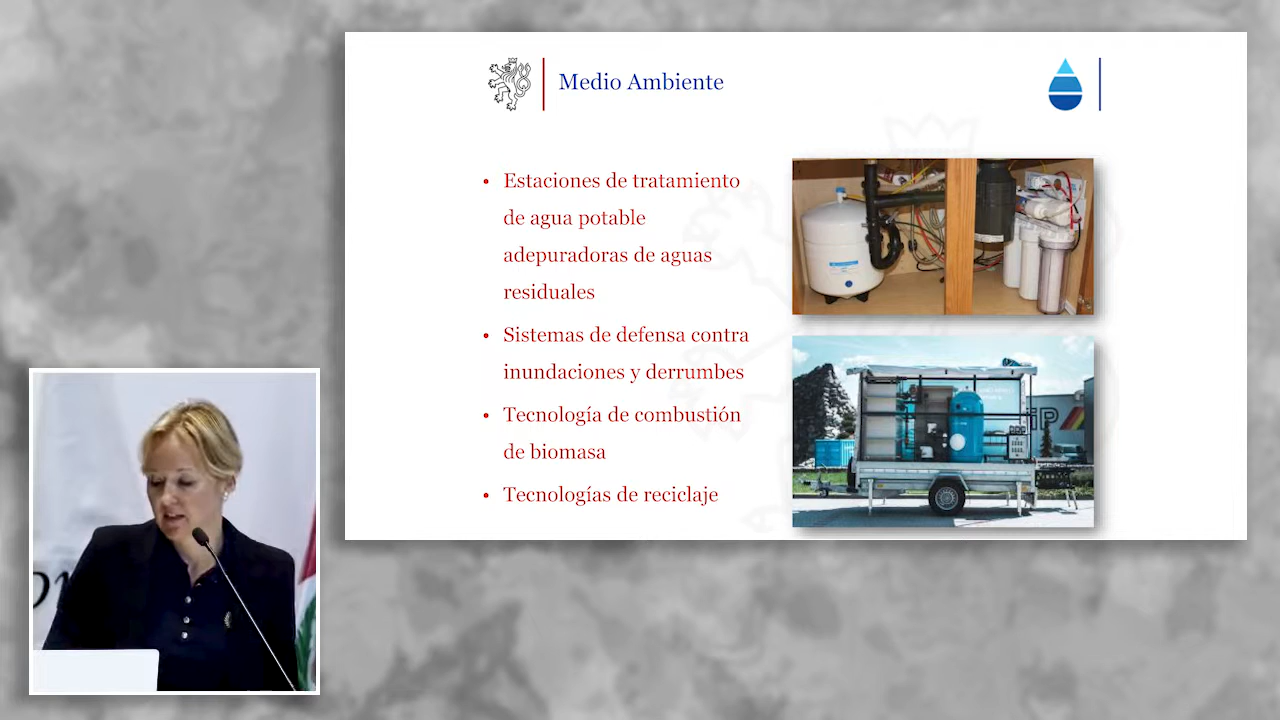 Medio Ambiente
• Estaciones de tratamiento
de agua potable
adepuradoras de aguas
residuales
• Sistemas de defensa contra
inundaciones y derrumbes
• Tecnología de combustión
de biomasa
• Tecnologías de reciclaje